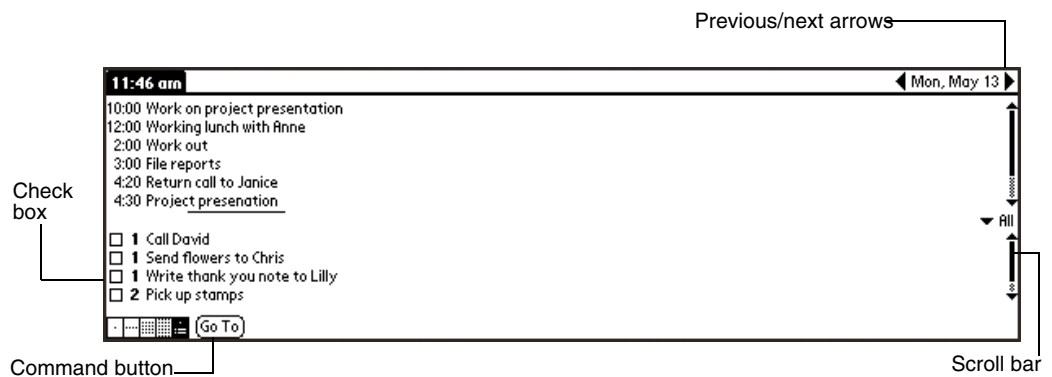 Previous/next arrows
11:46 am
Mon, May 13
10:00 Work on project presentation
12:00 Working lunch with Anne
2:00 Work out
3:00 File reports
4:20 Return call to Janice
4:30 Project presenation
All
Check
box
1 Call David
1 Send flowers to Chris
1 Write thank you note to Lilly
2 Pick up stamps
Go To
Command button
Scroll bar